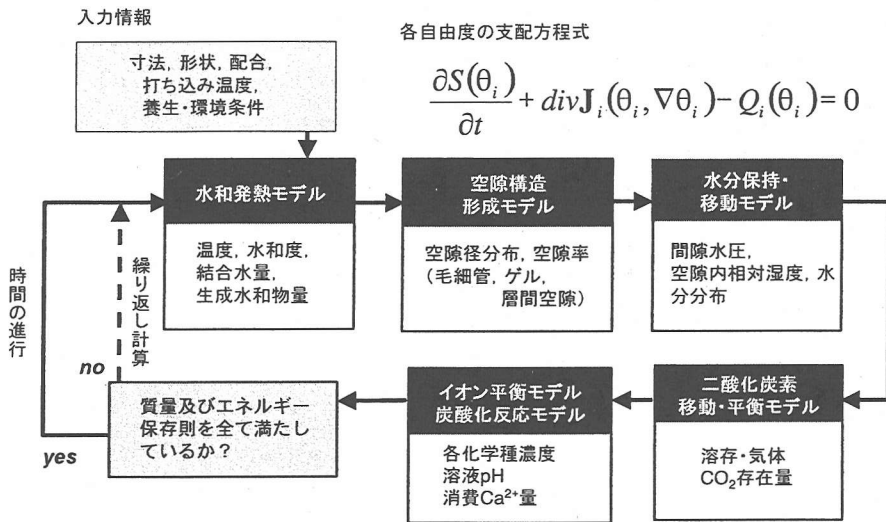 入力情報
寸法, 形状, 配合,
打ち込み温度,
養生・環境条件
各自由度の支配方程式
∂S(θi)/∂t + divJi(θi, ∇θi) − Qi(θi) = 0
水和発熱モデル
温度, 水和度,
結合水量,
生成水和物量
空隙構造
形成モデル
空隙径分布, 空隙率
(毛細管, ゲル,
層間空隙)
水分保持・
移動モデル
間隙水圧,
空隙内相対湿度, 水
分分布
時間の進行
繰り返し計算
no
yes
質量及びエネルギー
保存則を全て満たし
ているか?
イオン平衡モデル
炭酸化反応モデル
各化学種濃度
溶液pH
消費Ca²⁺量
二酸化炭素
移動・平衡モデル
溶存・気体
CO₂存在量